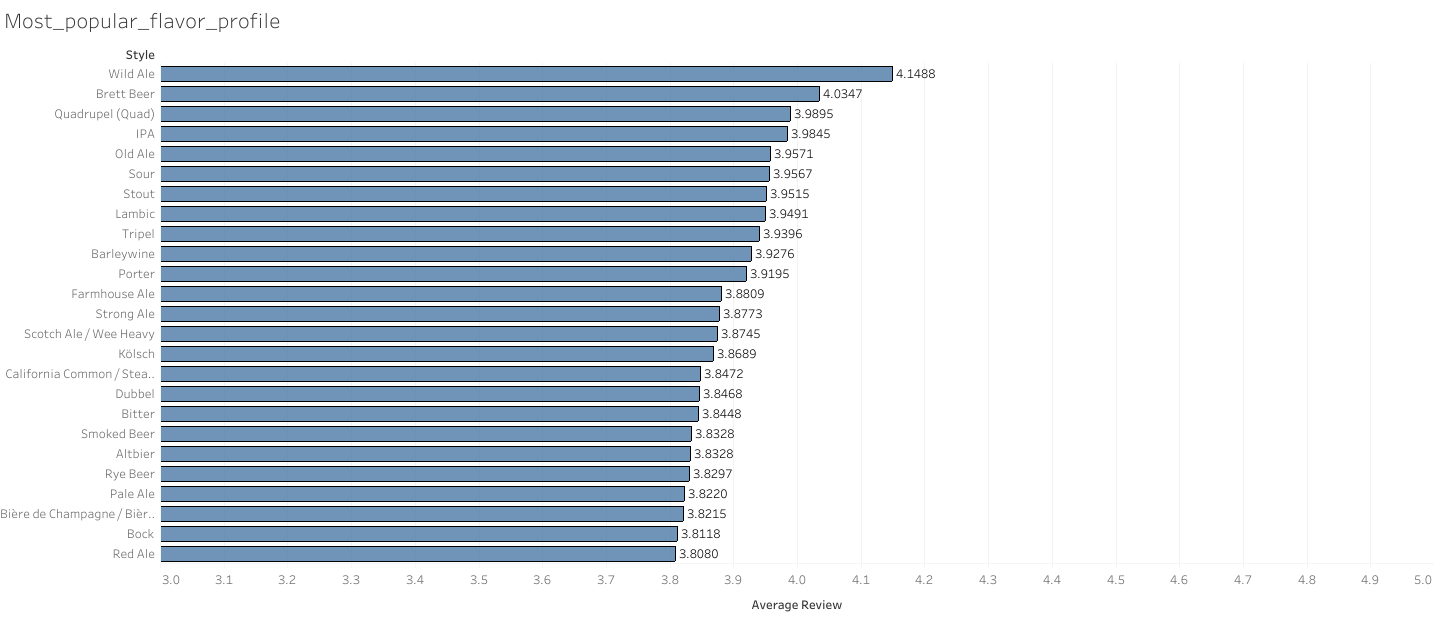 Most_popular_flavor_profile
Style
Wild Ale 4.1488
Brett Beer 4.0347
Quadrupel (Quad) 3.9895
IPA 3.9845
Old Ale 3.9571
Sour 3.9567
Stout 3.9515
Lambic 3.9491
Tripel 3.9396
Barleywine 3.9276
Porter 3.9195
Farmhouse Ale 3.8809
Strong Ale 3.8773
Scotch Ale / Wee Heavy 3.8745
Kölsch 3.8689
California Common / Stea.. 3.8472
Dubbel 3.8468
Bitter 3.8448
Smoked Beer 3.8328
Altbier 3.8328
Rye Beer 3.8297
Pale Ale 3.8220
Bière de Champagne / Bièr.. 3.8215
Bock 3.8118
Red Ale 3.8080
3.0 3.1 3.2 3.3 3.4 3.5 3.6 3.7 3.8 3.9 4.0 4.1 4.2 4.3 4.4 4.5 4.6 4.7 4.8 4.9 5.0
Average Review